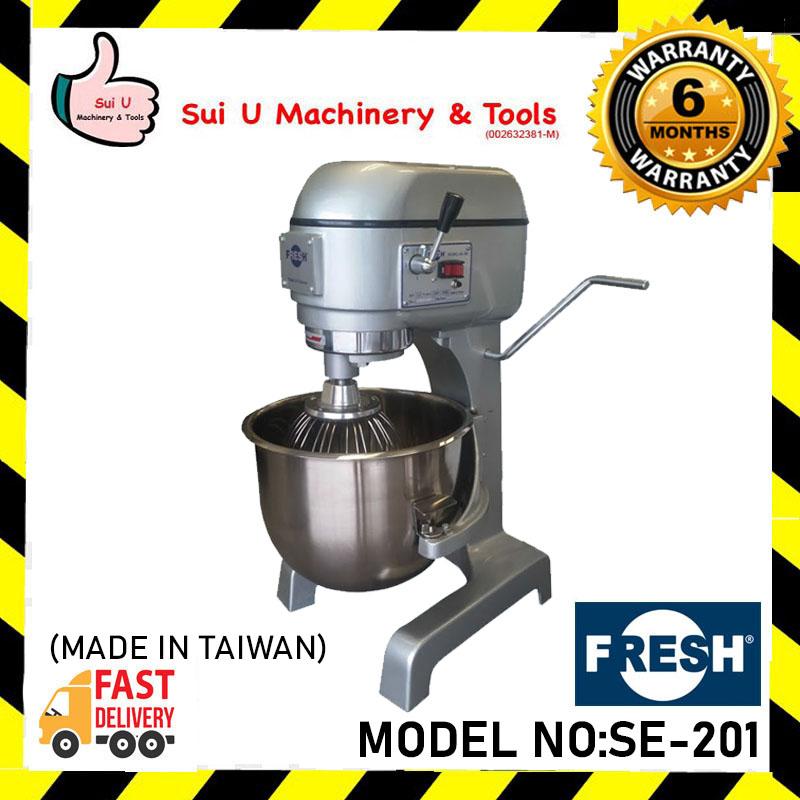 Sui U
Machinery & Tools
Sui U Machinery & Tools
(002632381-M)
WARRANTY
6
MONTHS
WARRANTY
FRESH
FRESH
(MADE IN TAIWAN)
FAST
DELIVERY
FRESH®
MODEL NO:SE-201